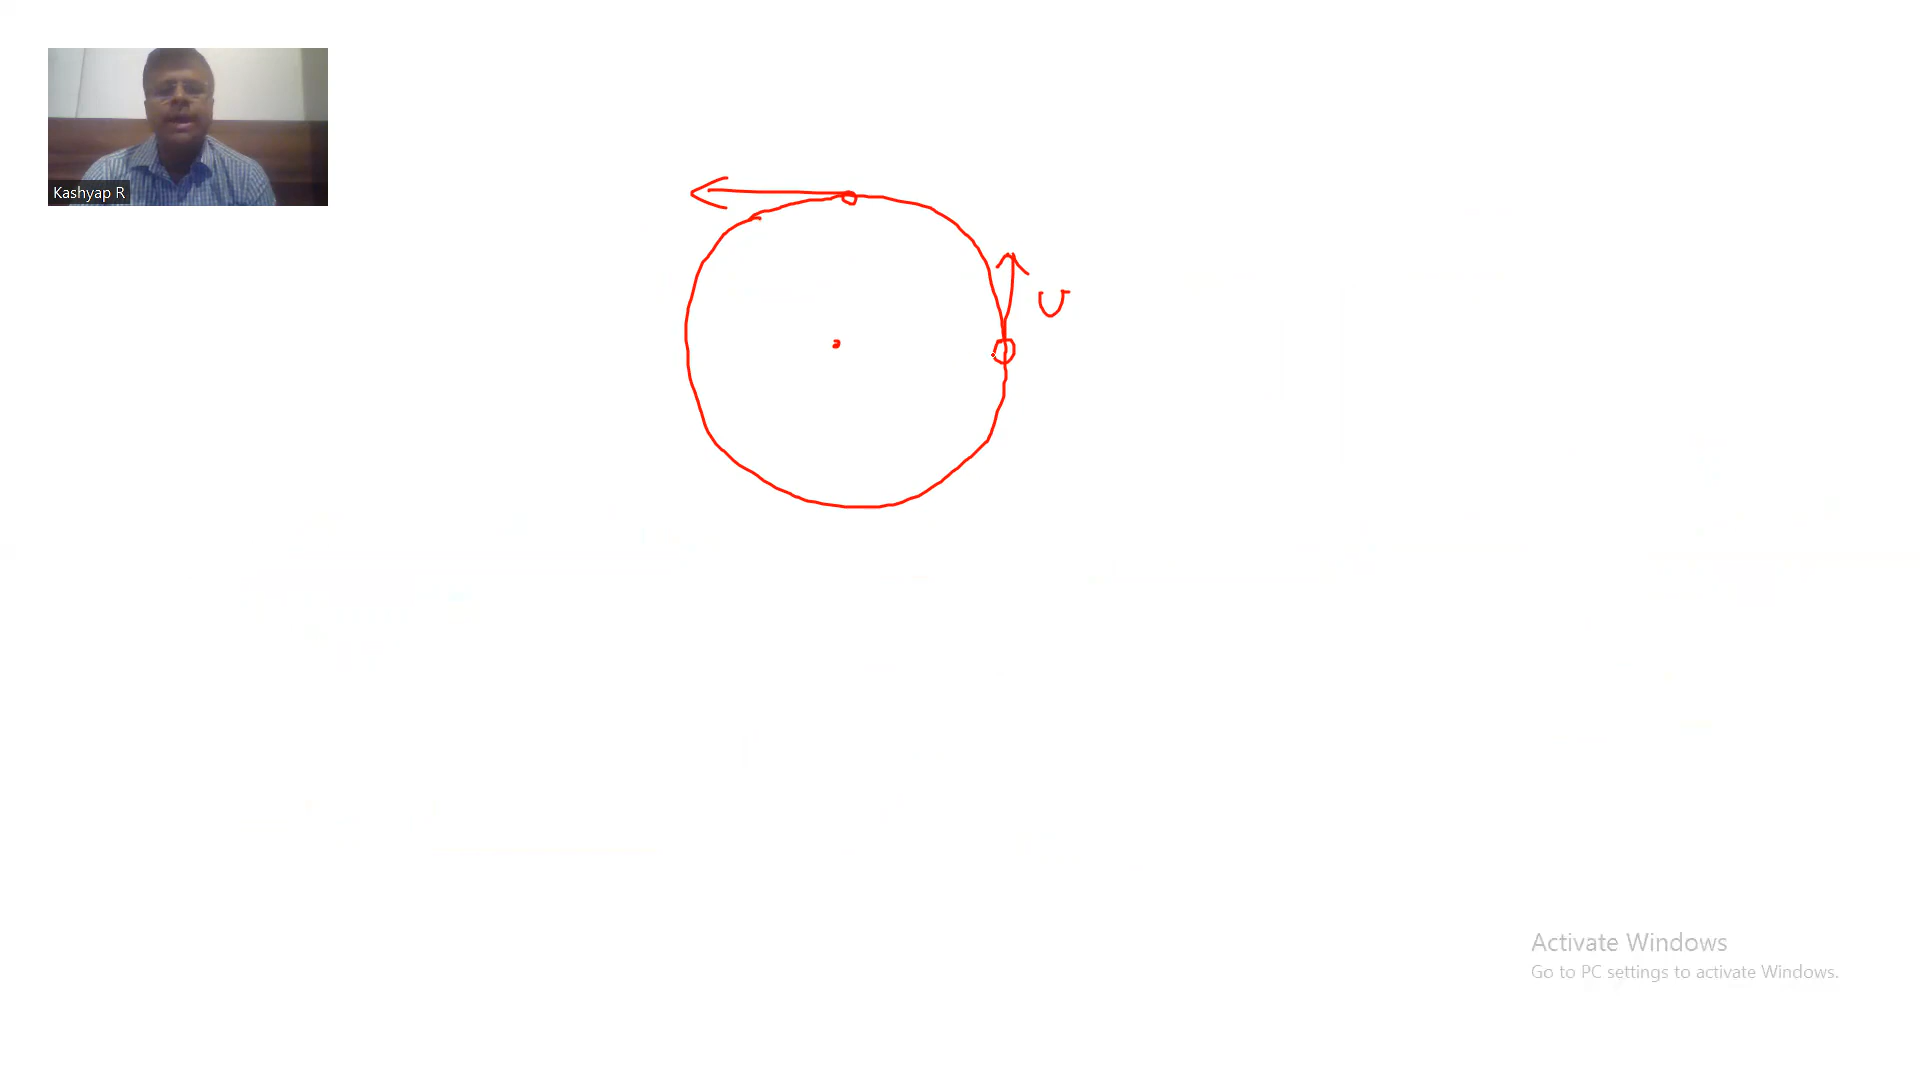 Kashyap R
U
Activate Windows
Go to PC settings to activate Windows.